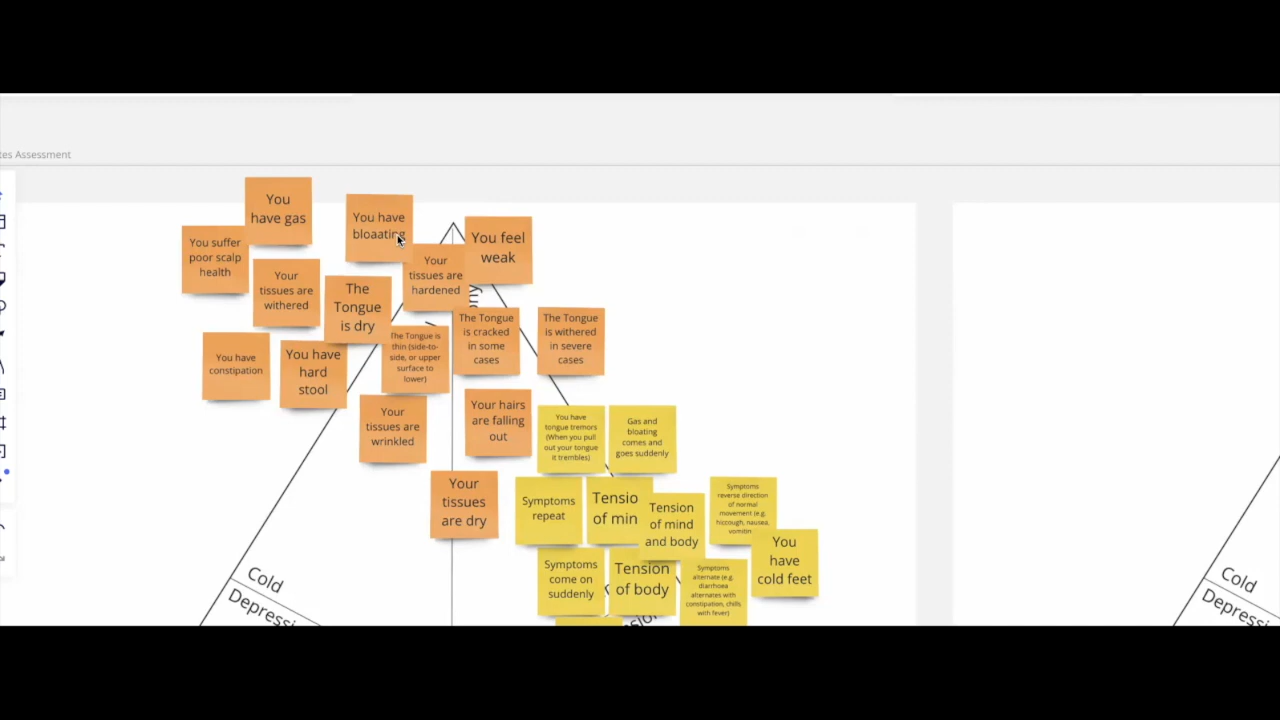 tes Assessment
You
have gas
You have
bloaating
You feel
weak
You suffer
poor scalp
health
Your
tissues are
hardened
Your
tissues are
withered
The
Tongue
is dry
The Tongue
is cracked
in some
cases
The Tongue
is withered
in severe
cases
The Tongue is
thin (side-to-
side, or upper
surface to
lower)
You have
constipation
You have
hard
stool
Your
tissues are
wrinkled
Your hairs
are falling
out
You have
tongue tremors
(When you pull
out your tongue
it trembles)
Gas and
bloating
comes and
goes suddenly
Your
tissues
are dry
Symptoms
repeat
Tensio
of min
Tension
of mind
and body
Symptoms
reverse direction
of normal
movement (e.g.
hiccough, nausea,
vomitin
You
have
cold feet
Symptoms
come on
suddenly
Tension
of body
Symptoms
alternate (e.g.
diarrhoea
alternates with
constipation, chills
with fever)
Cold
Depressi
Cold
Depressi